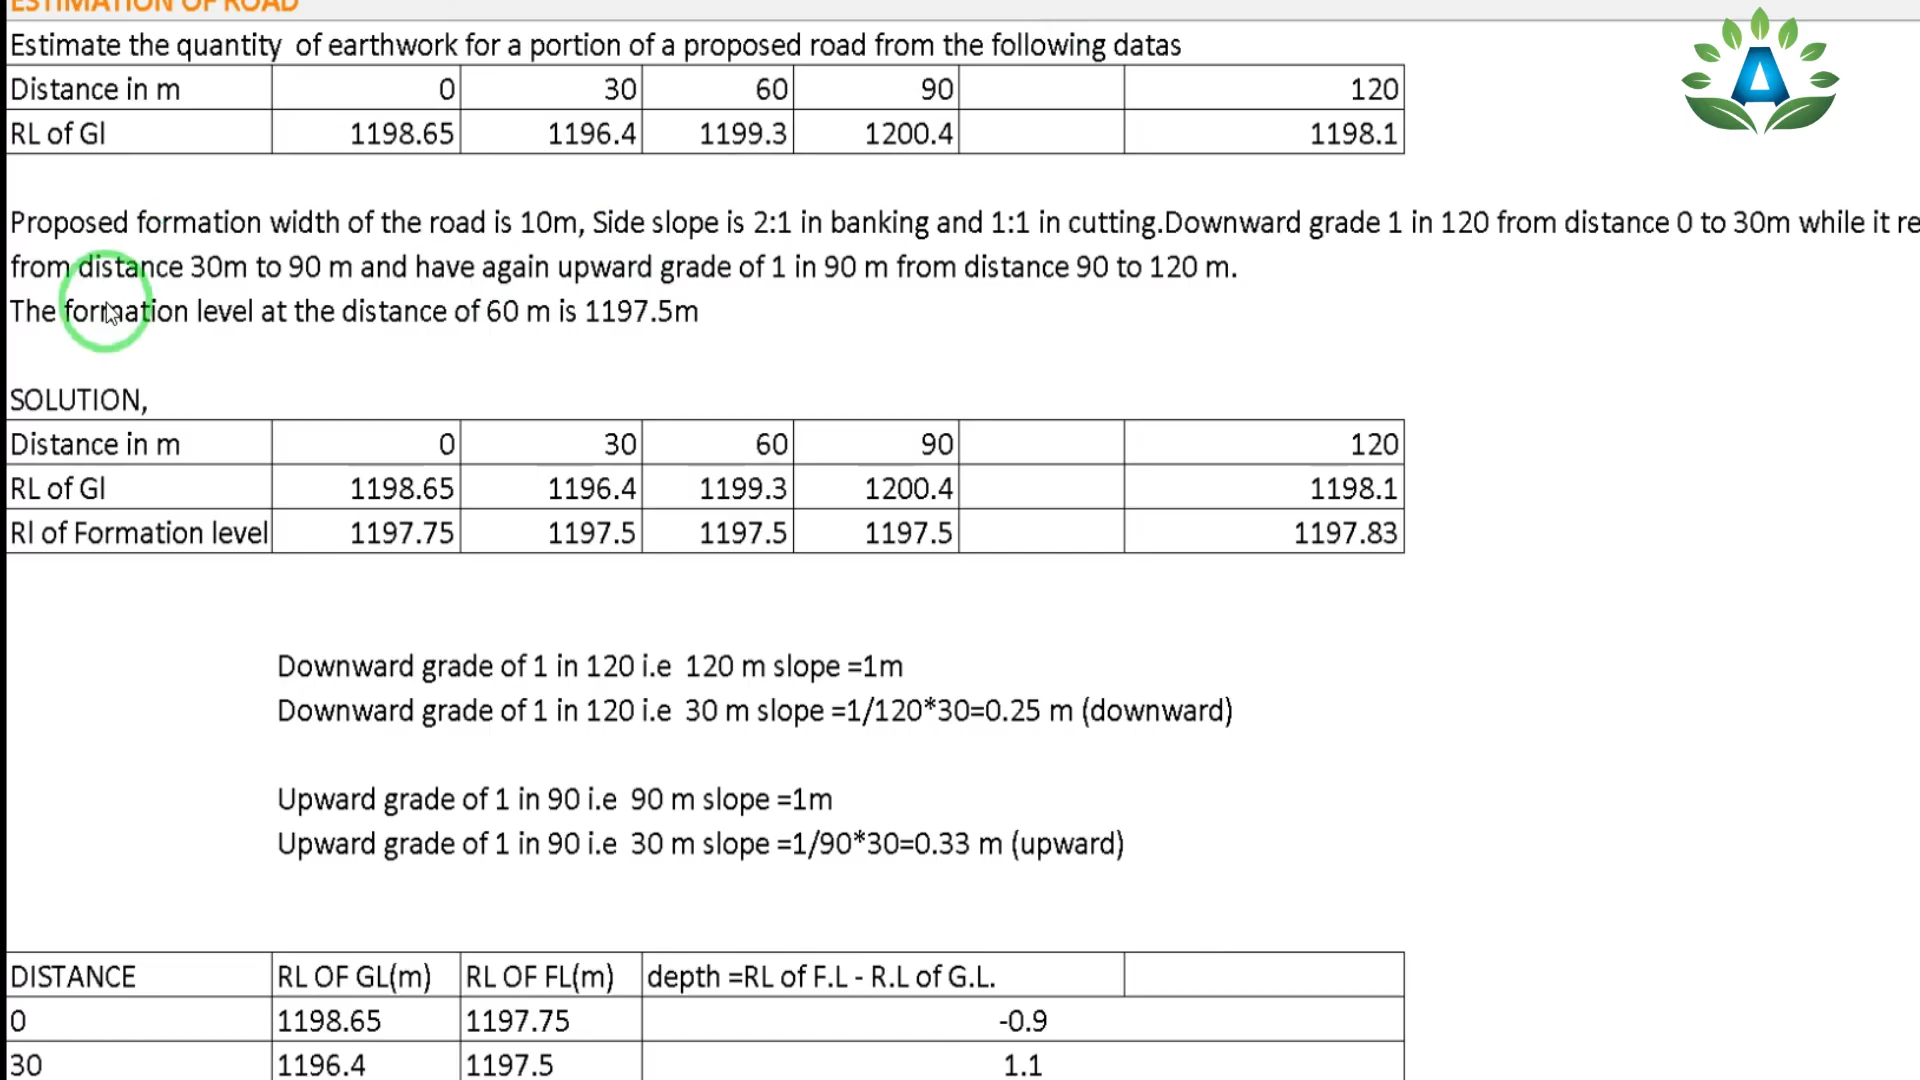 ESTIMATION OF ROAD
Estimate the quantity of earthwork for a portion of a proposed road from the following datas
Distance in m 0 30 60 90 120
RL of Gl 1198.65 1196.4 1199.3 1200.4 1198.1
Proposed formation width of the road is 10m, Side slope is 2:1 in banking and 1:1 in cutting.Downward grade 1 in 120 from distance 0 to 30m while it re
from distance 30m to 90 m and have again upward grade of 1 in 90 m from distance 90 to 120 m.
The formation level at the distance of 60 m is 1197.5m
SOLUTION,
Distance in m 0 30 60 90 120
RL of Gl 1198.65 1196.4 1199.3 1200.4 1198.1
Rl of Formation level 1197.75 1197.5 1197.5 1197.5 1197.83
Downward grade of 1 in 120 i.e 120 m slope =1m
Downward grade of 1 in 120 i.e 30 m slope =1/120*30=0.25 m (downward)
Upward grade of 1 in 90 i.e 90 m slope =1m
Upward grade of 1 in 90 i.e 30 m slope =1/90*30=0.33 m (upward)
DISTANCE RL OF GL(m) RL OF FL(m) depth =RL of F.L - R.L of G.L.
0 1198.65 1197.75 -0.9
30 1196.4 1197.5 1.1
A